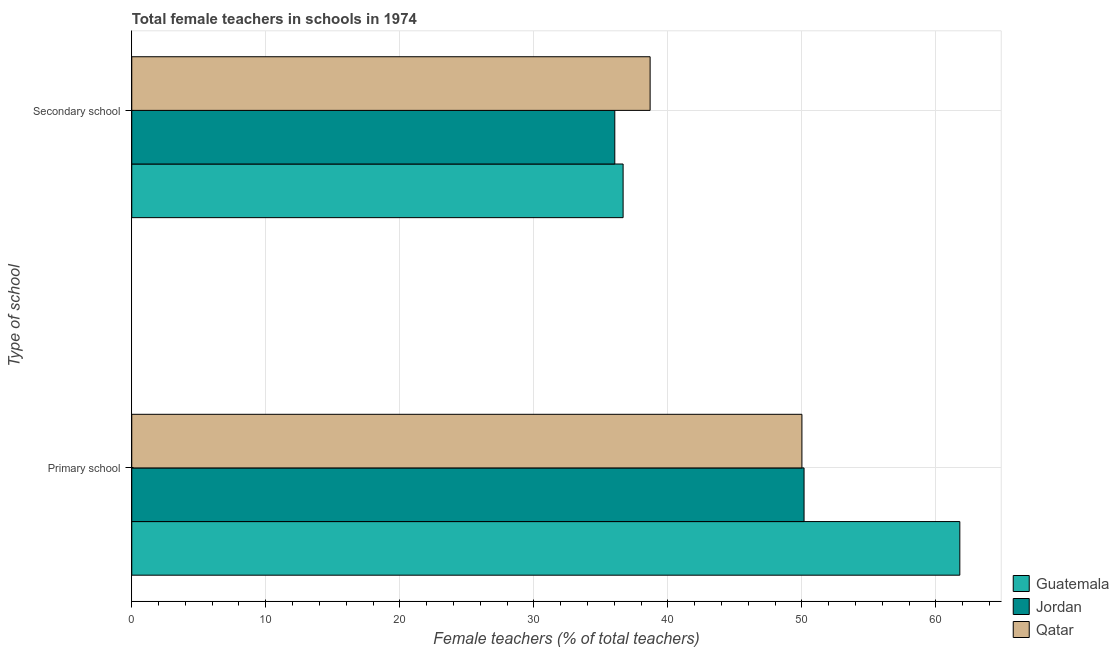 Total female teachers in schools in 1974
Type of school
Secondary school
Primary school
0 10 20 30 40 50 60
Female teachers (% of total teachers)
Guatemala
Jordan
Qatar